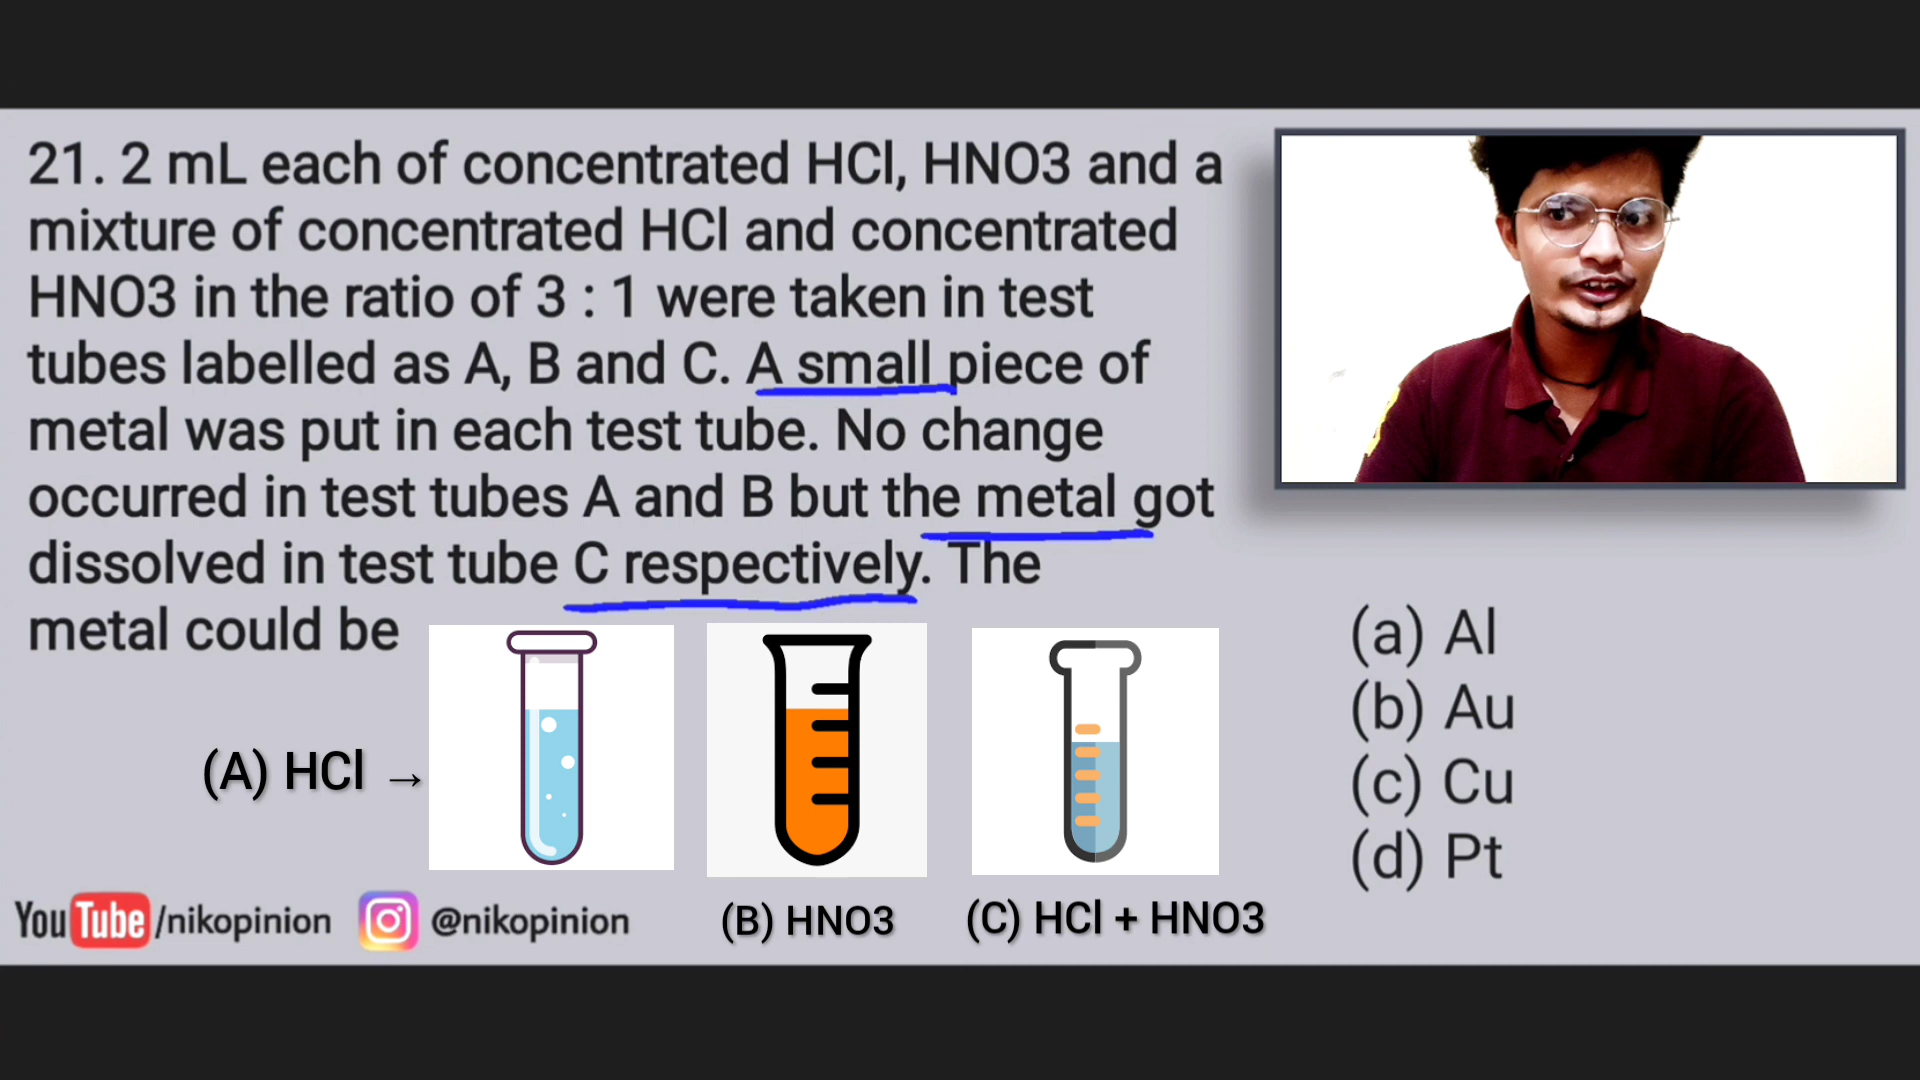 21. 2 mL each of concentrated HCl, HNO3 and a
mixture of concentrated HCl and concentrated
HNO3 in the ratio of 3 : 1 were taken in test
tubes labelled as A, B and C. A small piece of
metal was put in each test tube. No change
occurred in test tubes A and B but the metal got
dissolved in test tube C respectively. The
metal could be
(a) Al
(b) Au
(c) Cu
(d) Pt
(A) HCl →
(B) HNO3
(C) HCl + HNO3
YouTube/nikopinion
@nikopinion